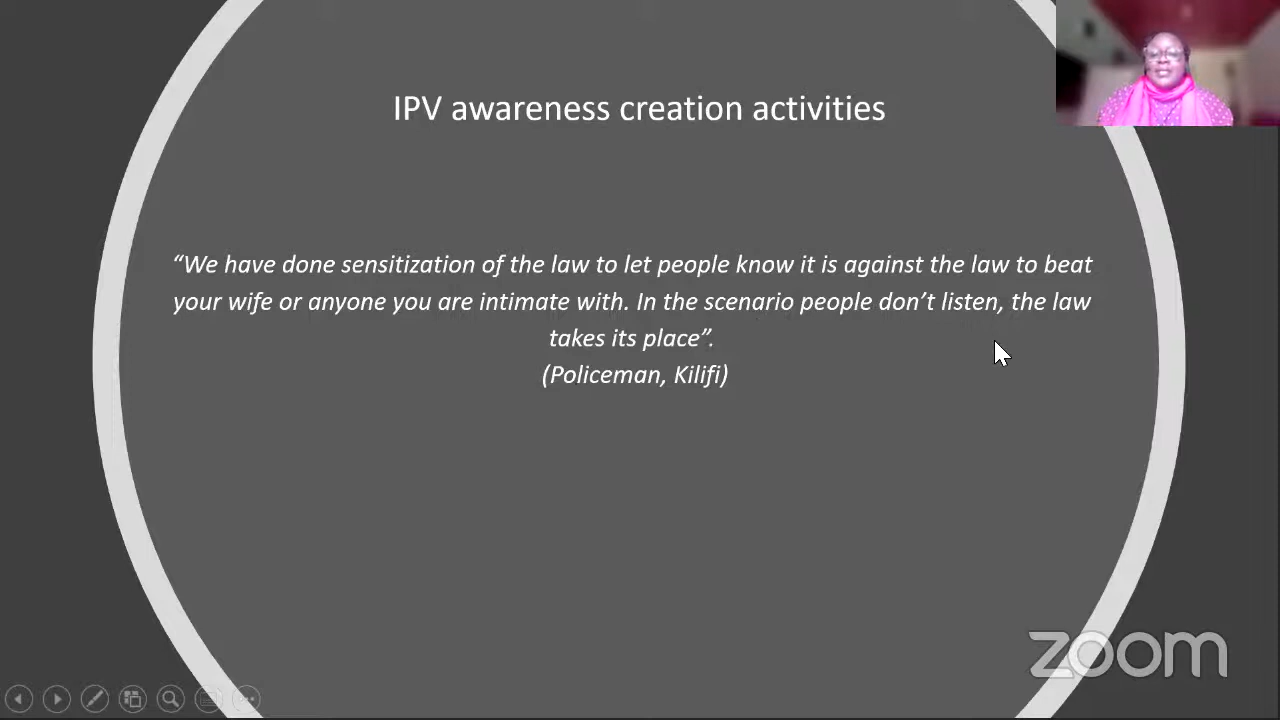 IPV awareness creation activities
“We have done sensitization of the law to let people know it is against the law to beat
your wife or anyone you are intimate with. In the scenario people don’t listen, the law
takes its place”.
(Policeman, Kilifi)
zoom